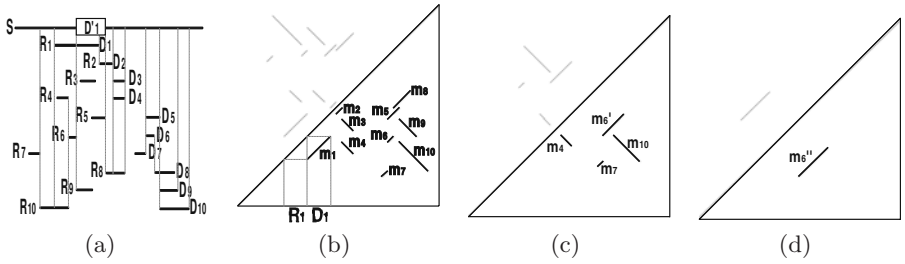 S D'1
R1 D1
R2 D2
R3 D3
R4 D4
R5 D5
R6 D6
R7 D7
R8 D8
R9 D9
R10 D10
(a)
m8
m2 m5
m3 m9
m4 m6
m1 m10
m7
R1 D1
(b)
m6'
m4 m10
m7
(c)
m6''
(d)